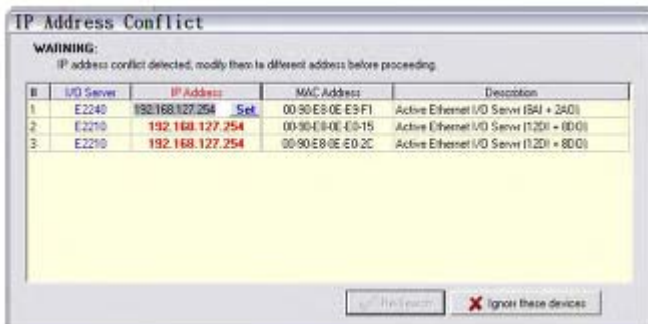 IP Address Conflict
WARNING:
IP address conflict detected, modify them to different address before proceeding.
# I/O Server IP Address MAC Address Description
1 E2240 192.168.127.254 Set 00-90-E8-0E-E9-F1 Active Ethernet I/O Server (8AI + 2AO)
2 E2210 192.168.127.254 00-90-E8-0E-E0-15 Active Ethernet I/O Server (12DI + 8DO)
3 E2210 192.168.127.254 00-90-E8-0E-E0-2C Active Ethernet I/O Server (12DI + 8DO)
Ignore these devices